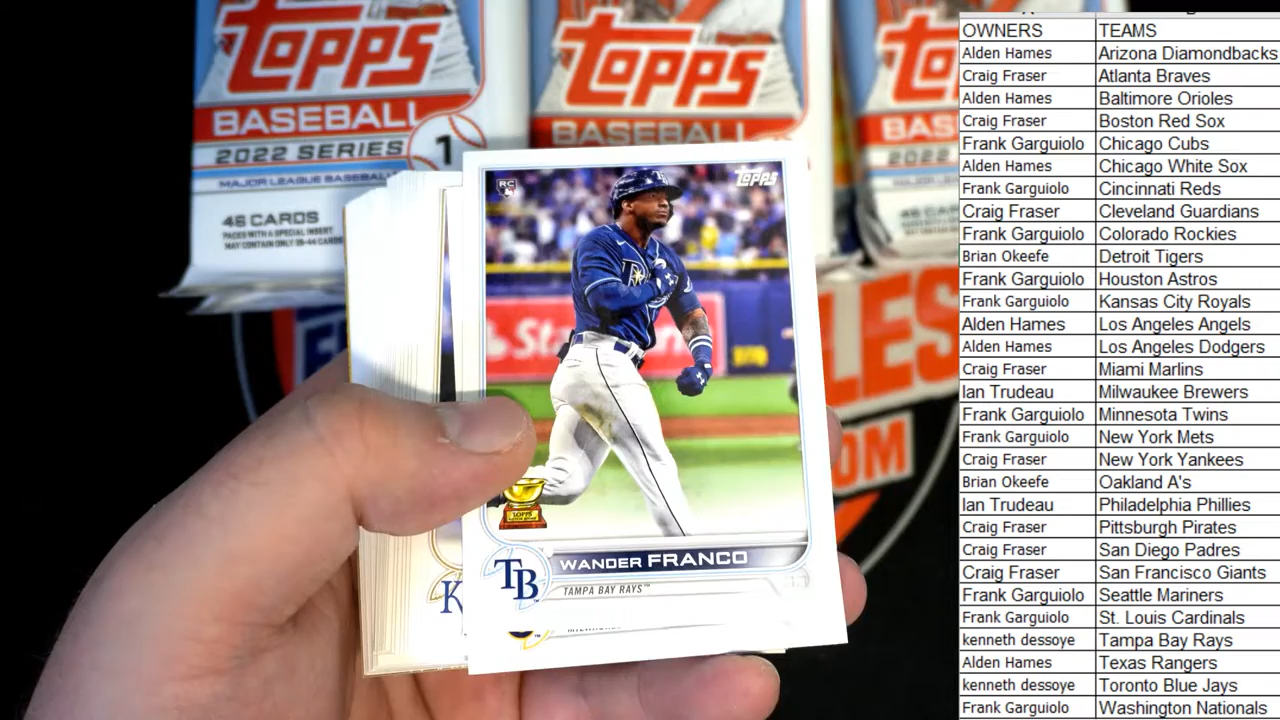 TOPPS
BASEBALL
2022 SERIES 1
MAJOR LEAGUE BASEBALL
46 CARDS
TOPPS
BASEBALL
BASE
2022
RC
TOPPS
TOPPS
WANDER FRANCO
TB
TAMPA BAY RAYS™
K
LES
OM
OWNERS TEAMS
Alden Hames Arizona Diamondbacks
Craig Fraser Atlanta Braves
Alden Hames Baltimore Orioles
Craig Fraser Boston Red Sox
Frank Garguiolo Chicago Cubs
Alden Hames Chicago White Sox
Frank Garguiolo Cincinnati Reds
Craig Fraser Cleveland Guardians
Frank Garguiolo Colorado Rockies
Brian Okeefe Detroit Tigers
Frank Garguiolo Houston Astros
Frank Garguiolo Kansas City Royals
Alden Hames Los Angeles Angels
Alden Hames Los Angeles Dodgers
Craig Fraser Miami Marlins
Ian Trudeau Milwaukee Brewers
Frank Garguiolo Minnesota Twins
Frank Garguiolo New York Mets
Craig Fraser New York Yankees
Brian Okeefe Oakland A's
Ian Trudeau Philadelphia Phillies
Craig Fraser Pittsburgh Pirates
Craig Fraser San Diego Padres
Craig Fraser San Francisco Giants
Frank Garguiolo Seattle Mariners
Frank Garguiolo St. Louis Cardinals
kenneth dessoye Tampa Bay Rays
Alden Hames Texas Rangers
kenneth dessoye Toronto Blue Jays
Frank Garguiolo Washington Nationals